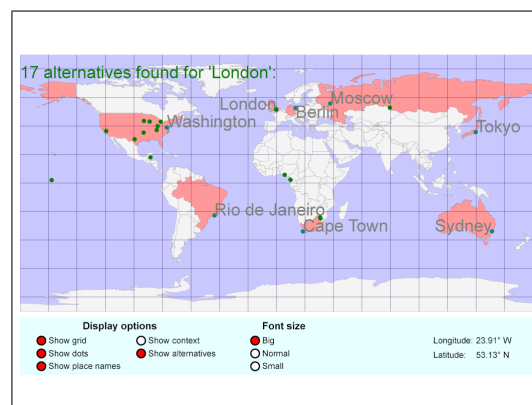 17 alternatives found for 'London':
London
Moscow
Berlin
Washington
Tokyo
Rio de Janeiro
Cape Town
Sydney
Display options
Font size
Show grid
Show context
Big
Longitude: 23.91° W
Show dots
Show alternatives
Normal
Latitude: 53.13° N
Show place names
Small